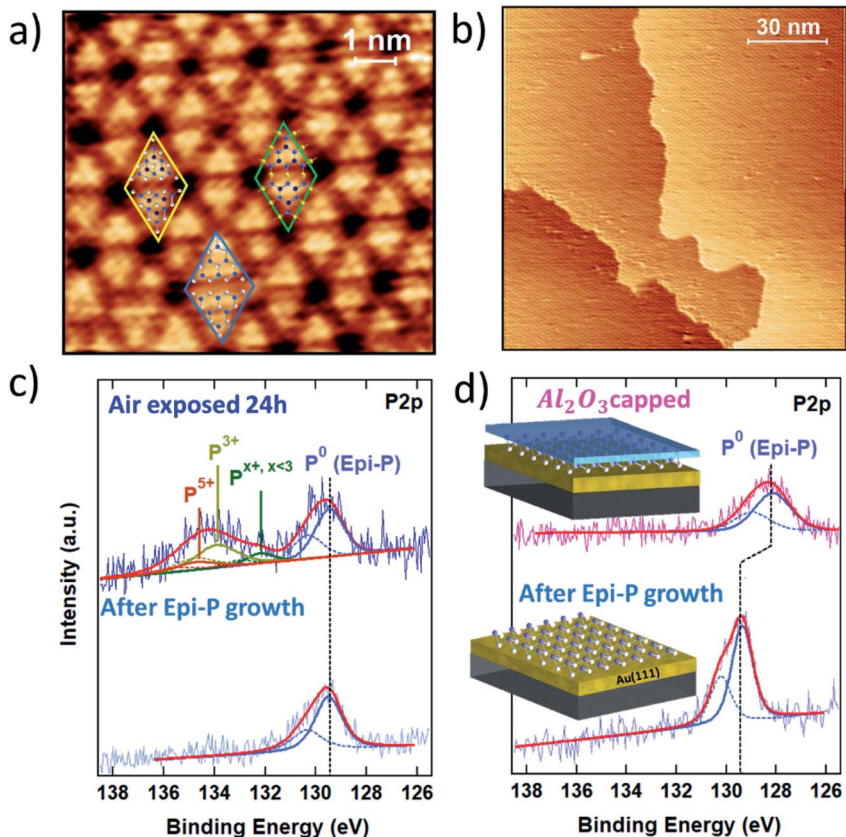 a)
1 nm
b)
30 nm
c)
Air exposed 24h
P2p
P³⁺
P⁵⁺
Pˣ⁺, ˣ<³
P⁰ (Epi-P)
After Epi-P growth
Intensity (a.u.)
138 136 134 132 130 128 126
Binding Energy (eV)
d)
Al₂O₃ capped
P2p
P⁰ (Epi-P)
After Epi-P growth
Au(111)
138 136 134 132 130 128 126
Binding Energy (eV)